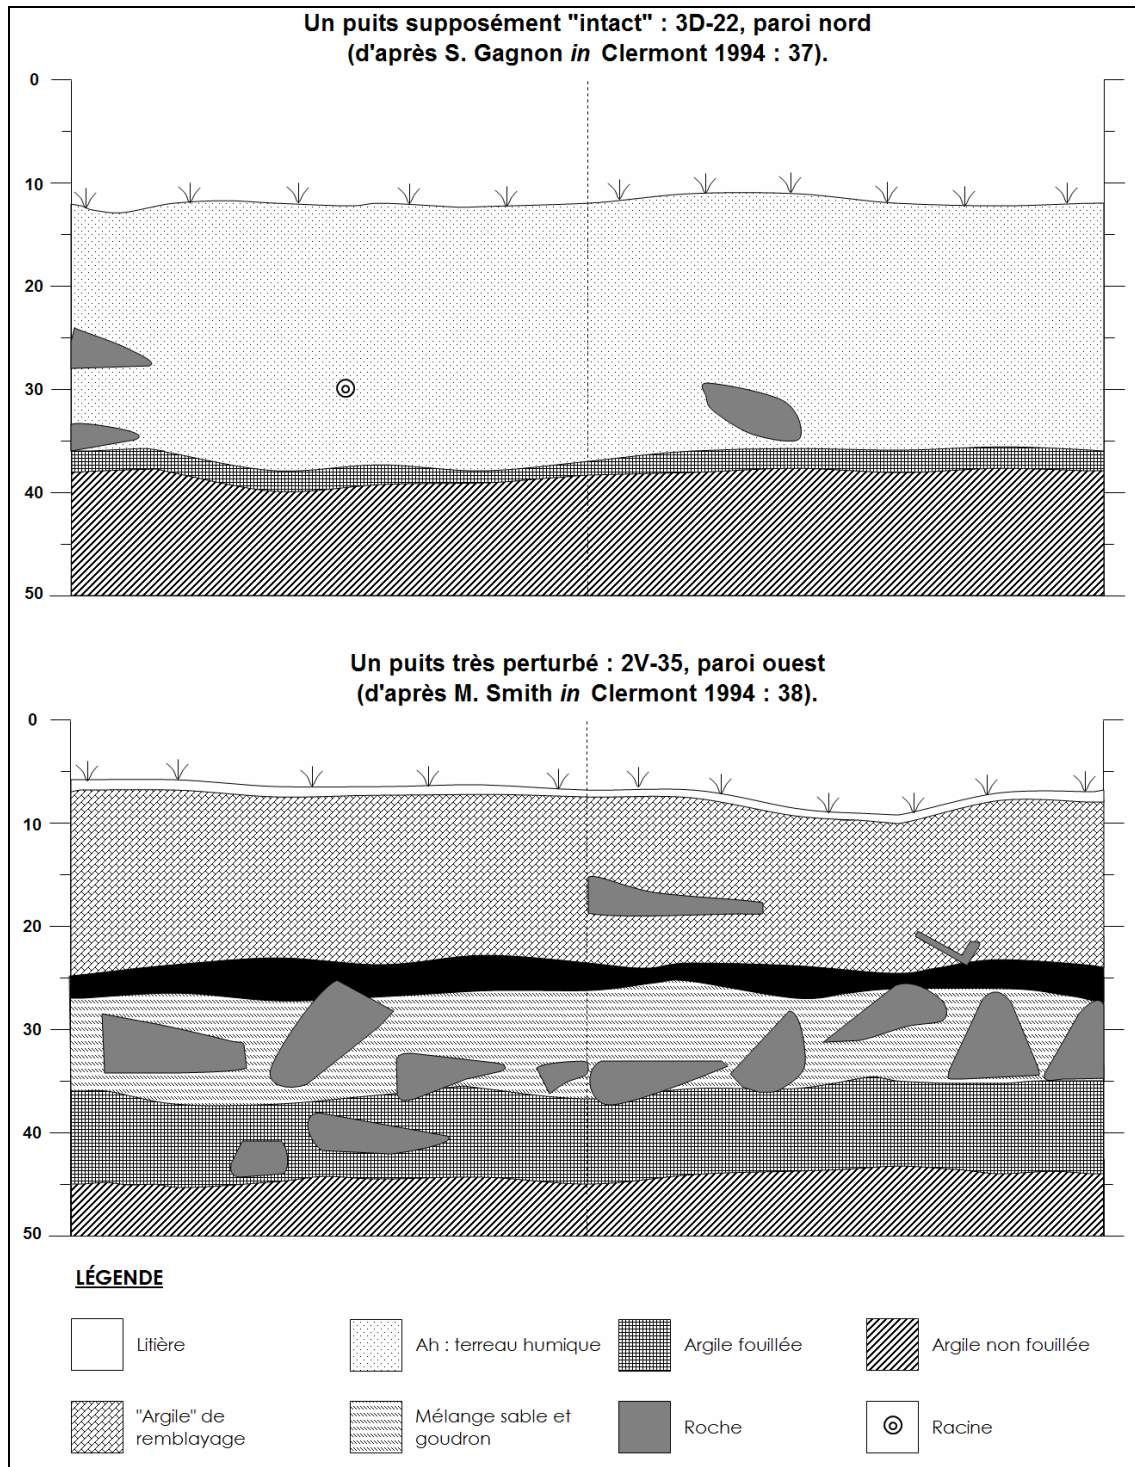 Un puits supposément "intact" : 3D-22, paroi nord
(d'après S. Gagnon in Clermont 1994 : 37).
0
10
20
30
40
50
Un puits très perturbé : 2V-35, paroi ouest
(d'après M. Smith in Clermont 1994 : 38).
0
10
20
30
40
50
LÉGENDE
Litière
Ah : terreau humique
Argile fouillée
Argile non fouillée
"Argile" de
remblayage
Mélange sable et
goudron
Roche
Racine